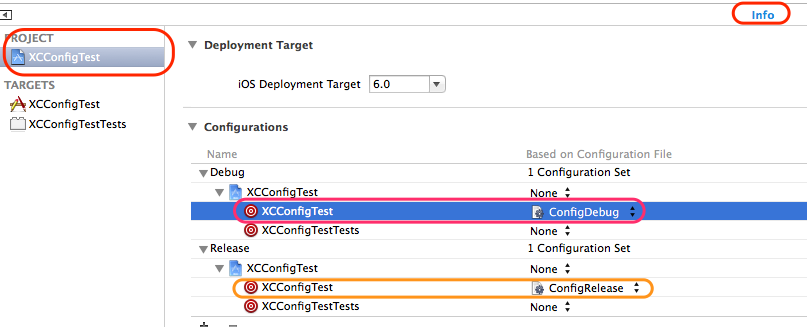 Info
PROJECT
XCConfigTest
TARGETS
XCConfigTest
XCConfigTestTests
Deployment Target
iOS Deployment Target 6.0
Configurations
Name Based on Configuration File
Debug 1 Configuration Set
XCConfigTest None
XCConfigTest ConfigDebug
XCConfigTestTests None
Release 1 Configuration Set
XCConfigTest None
XCConfigTest ConfigRelease
XCConfigTestTests None